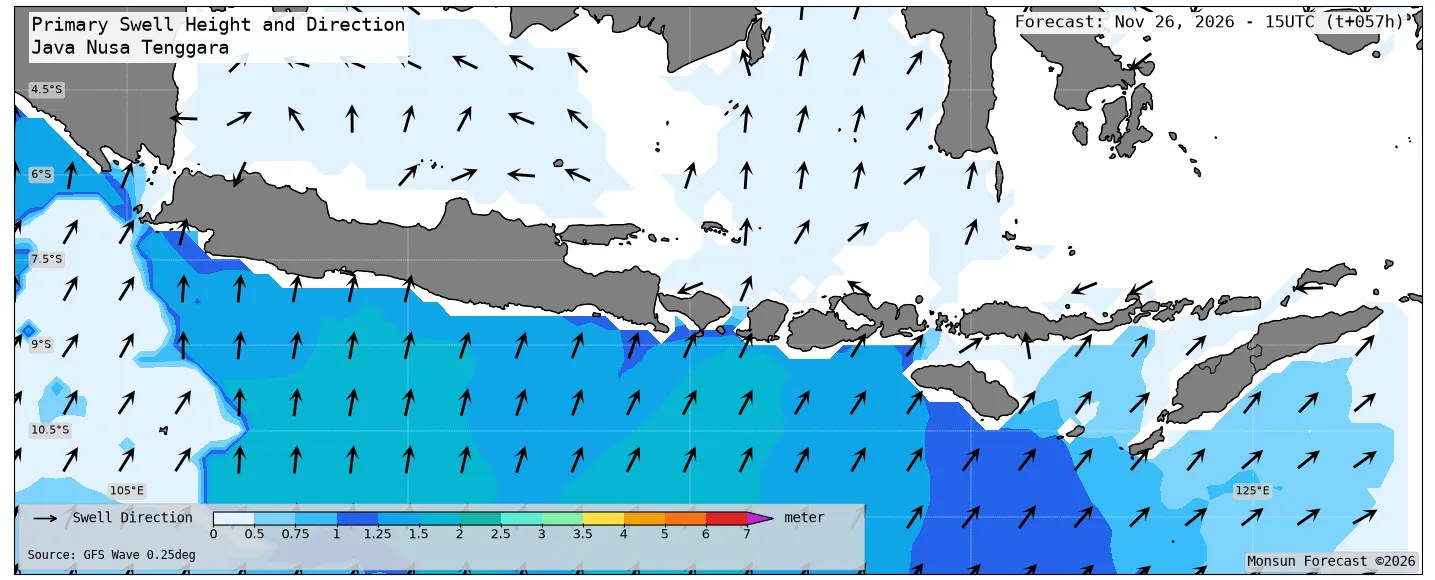 Primary Swell Height and Direction
Java Nusa Tenggara
Forecast: Nov 26, 2026 - 15UTC (t+057h)
4.5°S
6°S
7.5°S
9°S
10.5°S
105°E
125°E
Swell Direction
0 0.5 0.75 1 1.25 1.5 2 2.5 3 3.5 4 5 6 7
meter
Source: GFS Wave 0.25deg
Monsun Forecast ©2026